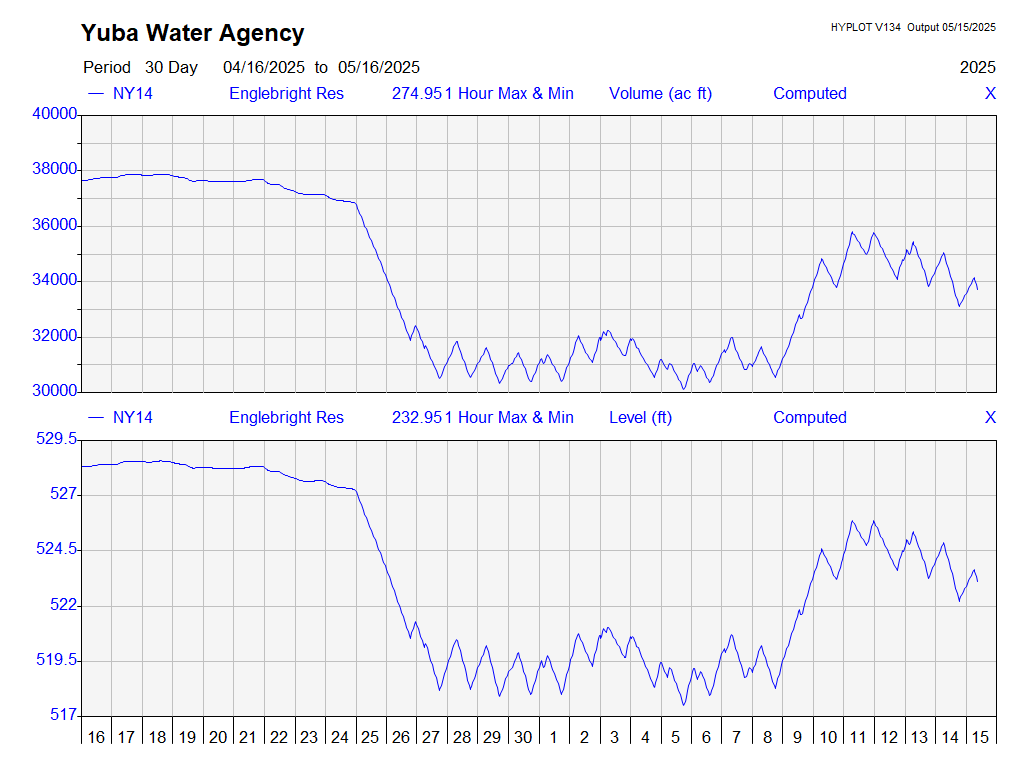 Yuba Water Agency
HYPLOT V134 Output 05/15/2025
Period 30 Day 04/16/2025 to 05/16/2025
2025
NY14 Englebright Res 274.951 Hour Max & Min Volume (ac ft) Computed X
40000
38000
36000
34000
32000
30000
NY14 Englebright Res 232.951 Hour Max & Min Level (ft) Computed X
529.5
527
524.5
522
519.5
517
16 17 18 19 20 21 22 23 24 25 26 27 28 29 30 1 2 3 4 5 6 7 8 9 10 11 12 13 14 15